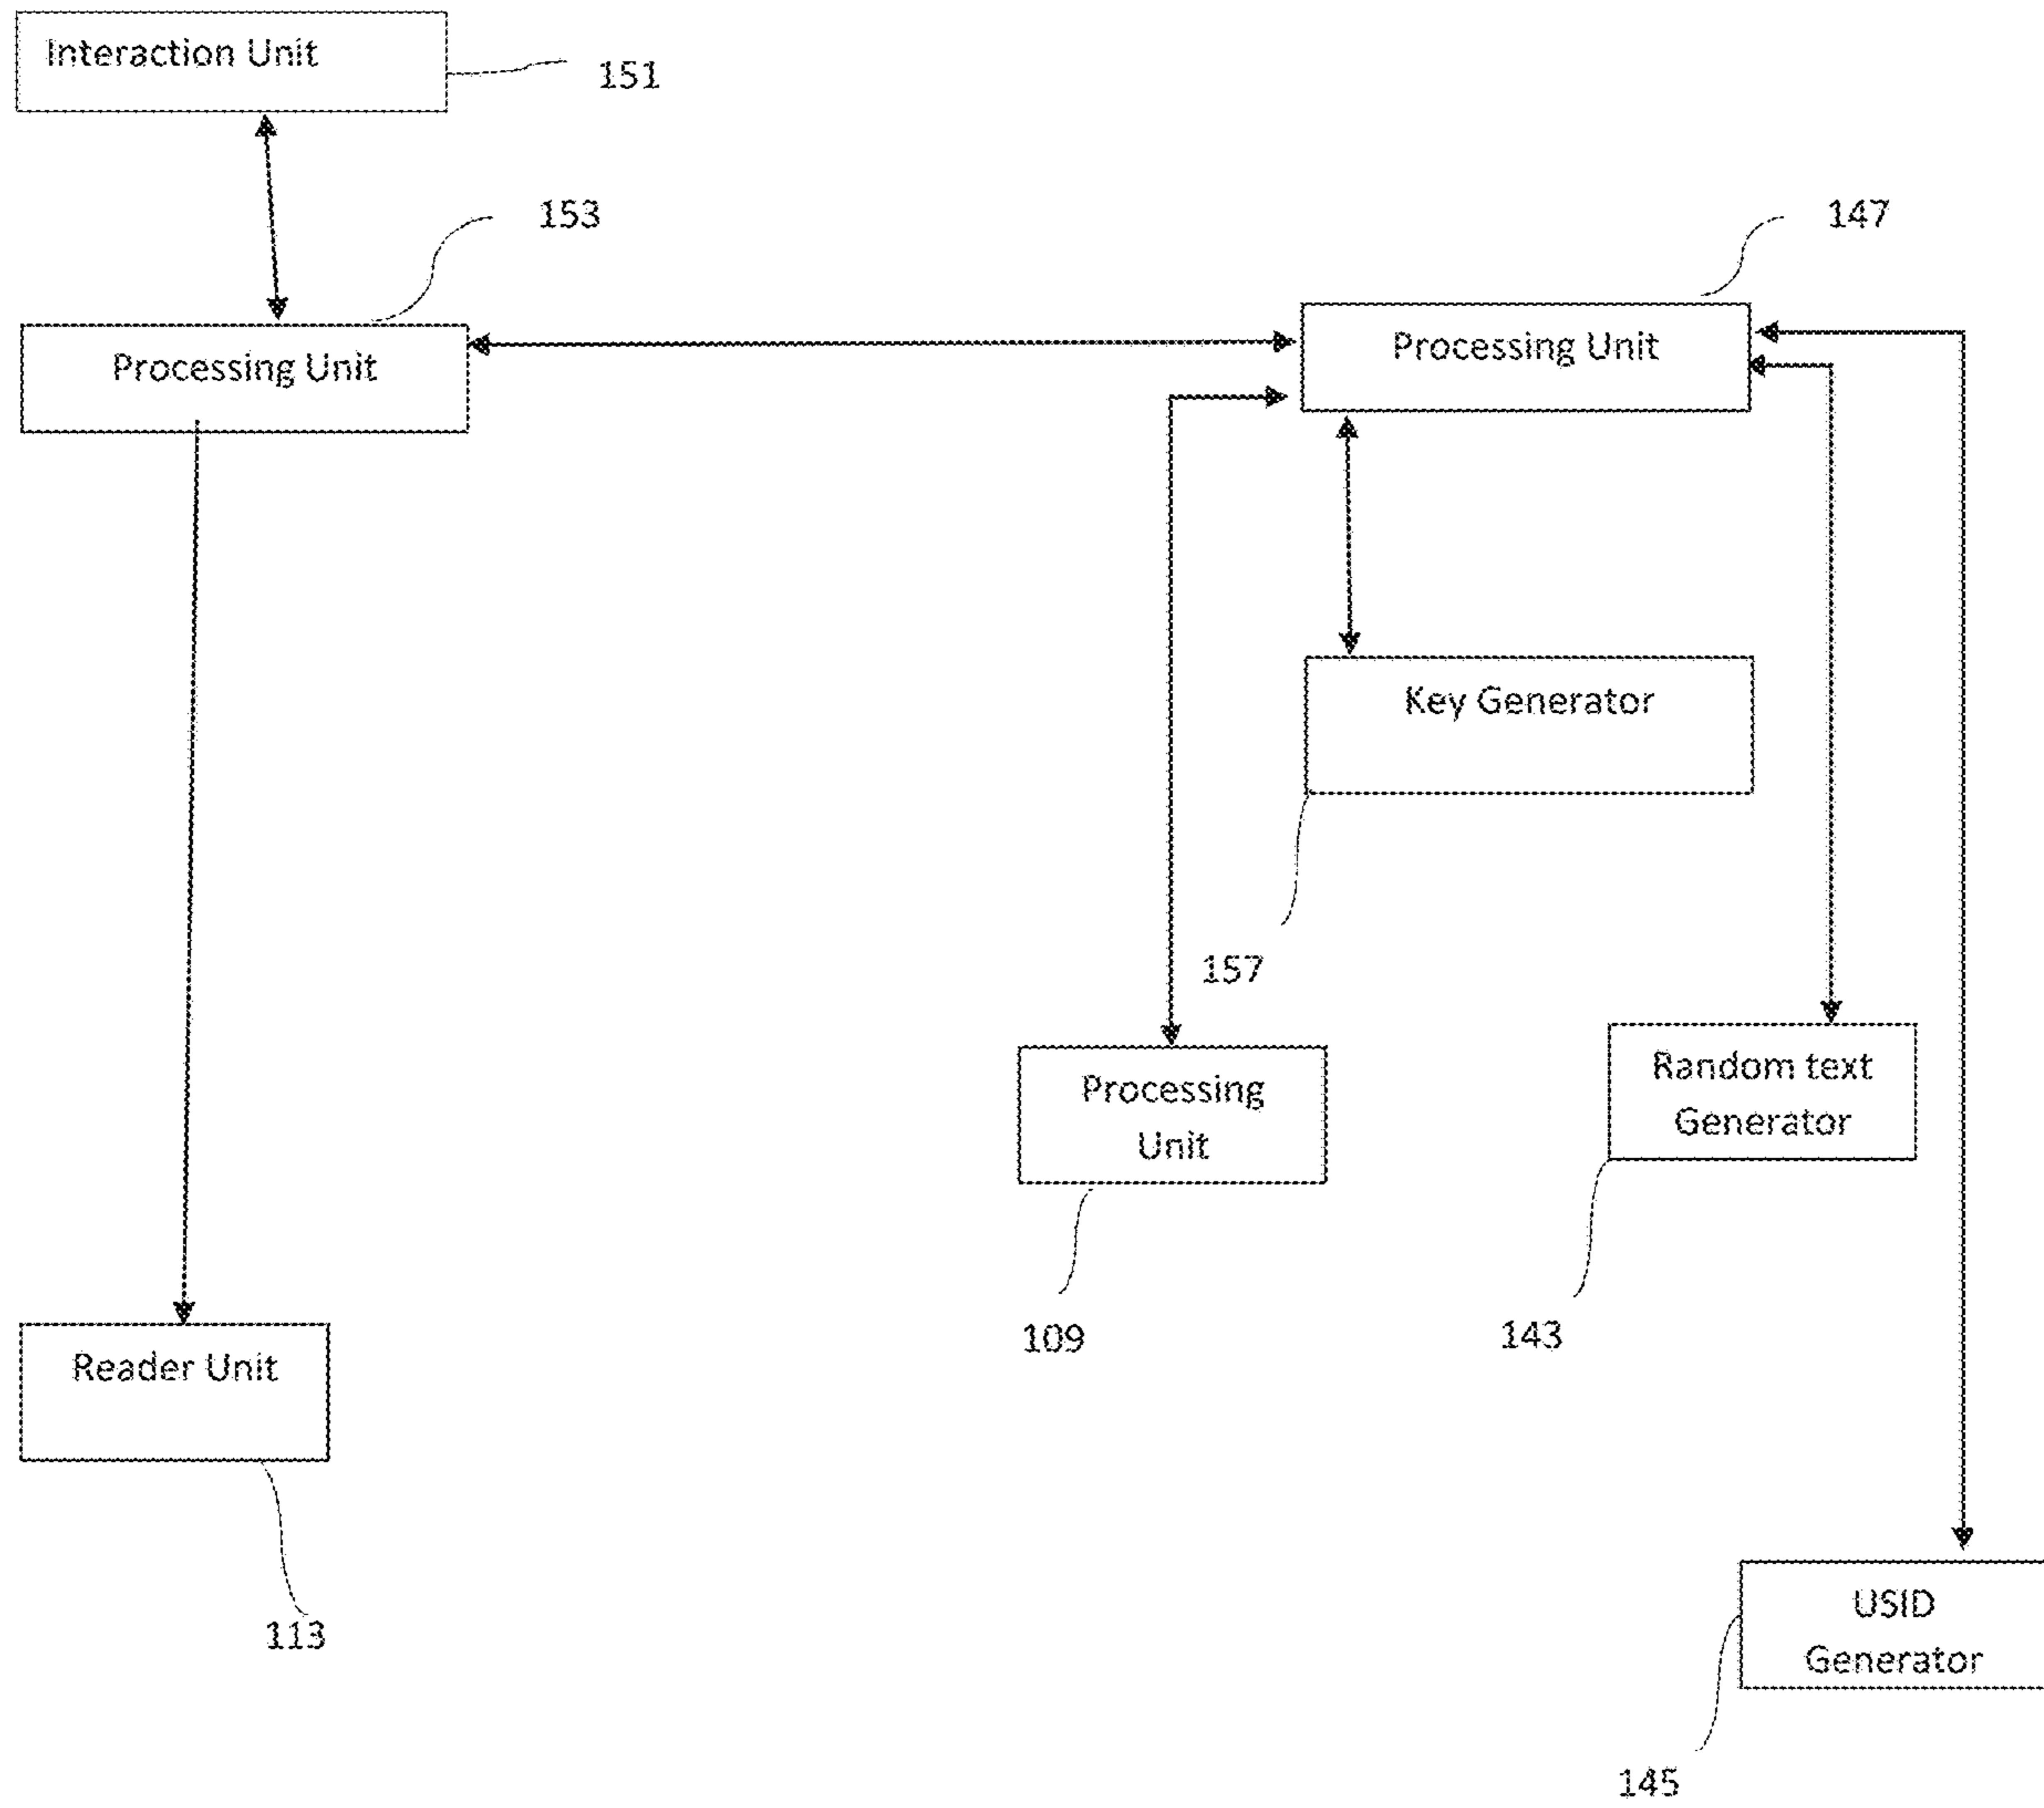 Interaction Unit
151
153
147
Processing Unit
Processing Unit
Key Generator
157
Processing
Unit
Random text
Generator
109
143
Reader Unit
113
USID
Generator
145